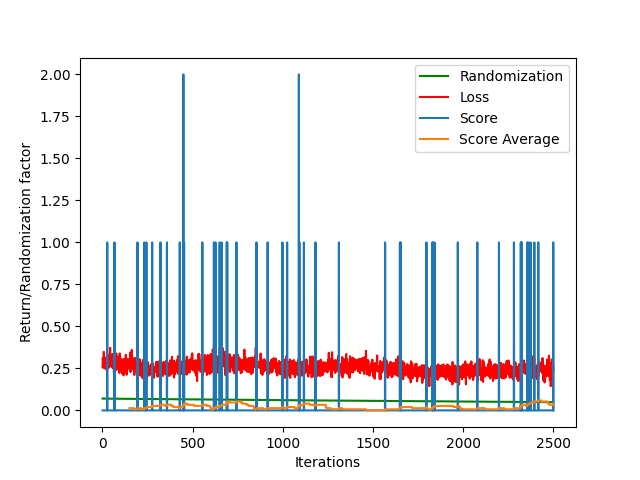 2.00
1.75
1.50
1.25
1.00
0.75
0.50
0.25
0.00
Return/Randomization factor
Randomization
Loss
Score
Score Average
0 500 1000 1500 2000 2500
Iterations